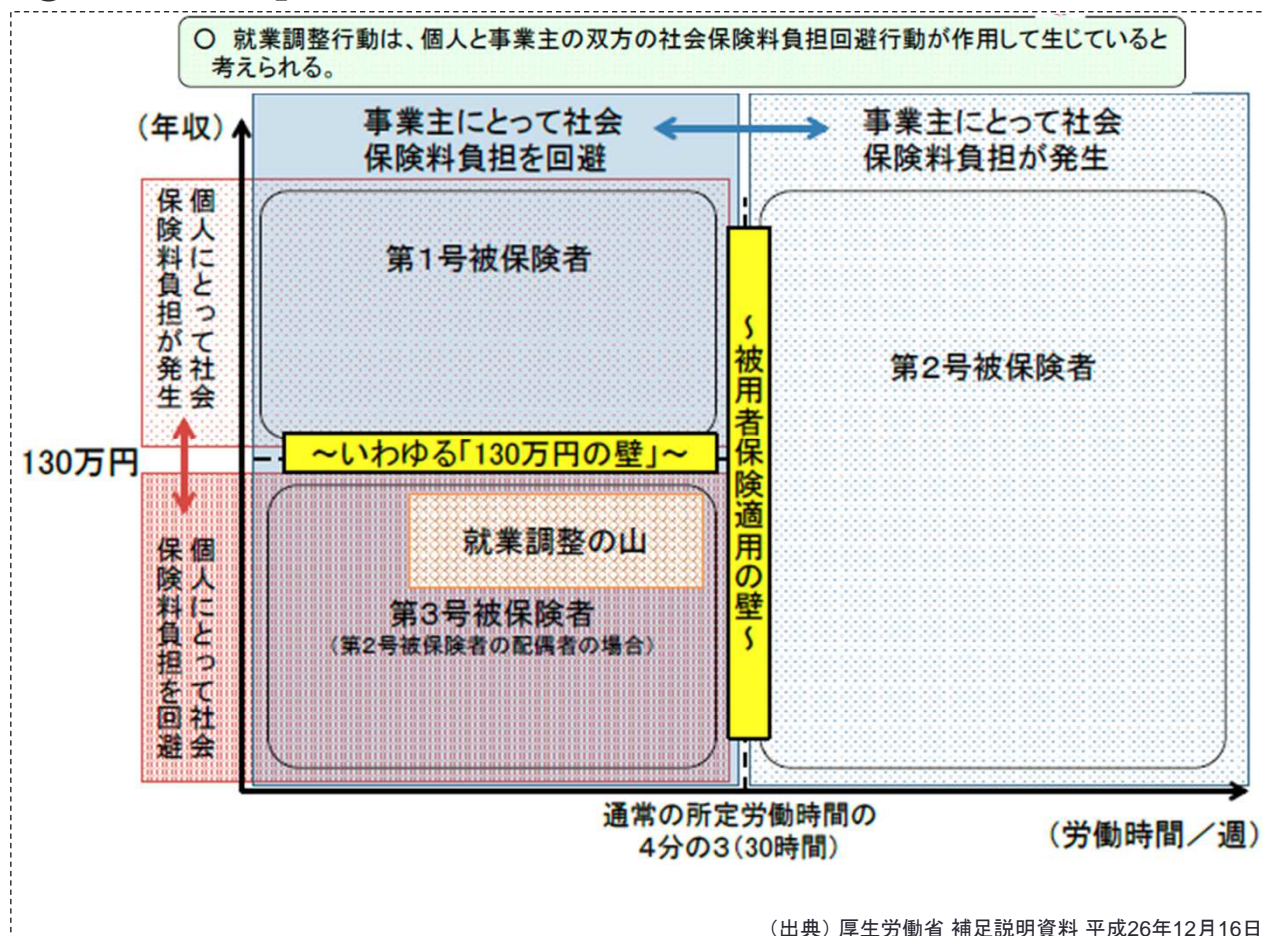 ○ 就業調整行動は、個人と事業主の双方の社会保険料負担回避行動が作用して生じていると
考えられる。
(年収)
事業主にとって社会
保険料負担を回避
事業主にとって社会
保険料負担が発生
個人にとって社会
保険料負担が発生
第1号被保険者
第2号被保険者
～被用者保険適用の壁～
130万円
～いわゆる「130万円の壁」～
就業調整の山
第3号被保険者
(第2号被保険者の配偶者の場合)
個人にとって社会
保険料負担を回避
通常の所定労働時間の
4分の3(30時間)
(労働時間／週)
(出典) 厚生労働省 補足説明資料 平成26年12月16日